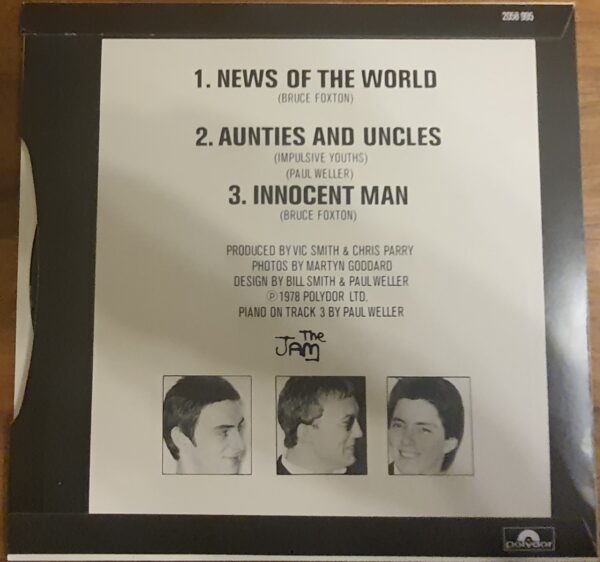 2058 995
1. NEWS OF THE WORLD
(BRUCE FOXTON)
2. AUNTIES AND UNCLES
(IMPULSIVE YOUTHS)
(PAUL WELLER)
3. INNOCENT MAN
(BRUCE FOXTON)
PRODUCED BY VIC SMITH & CHRIS PARRY
PHOTOS BY MARTYN GODDARD
DESIGN BY BILL SMITH & PAUL WELLER
℗ 1978 POLYDOR LTD.
PIANO ON TRACK 3 BY PAUL WELLER
The
JAM
polydor